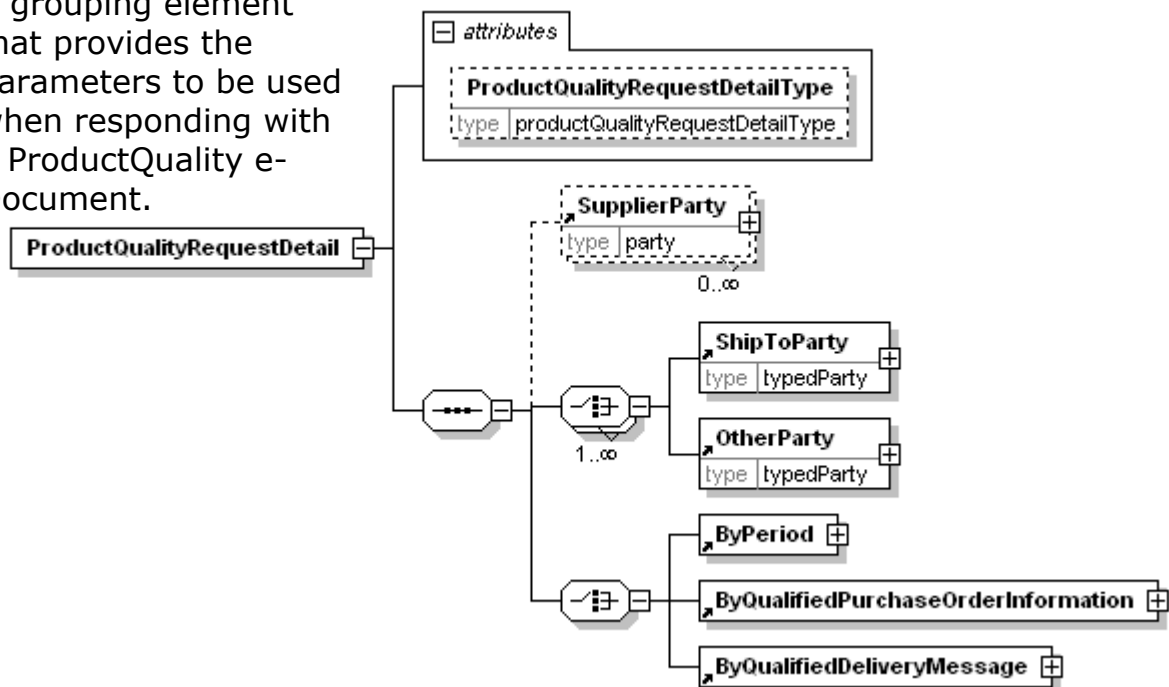 grouping element
hat provides the
arameters to be used
when responding with
ProductQuality e-
ocument.
attributes
ProductQualityRequestDetailType
type productQualityRequestDetailType
ProductQualityRequestDetail
SupplierParty
type party
0..∞
ShipToParty
type typedParty
1..∞
OtherParty
type typedParty
ByPeriod
ByQualifiedPurchaseOrderInformation
ByQualifiedDeliveryMessage